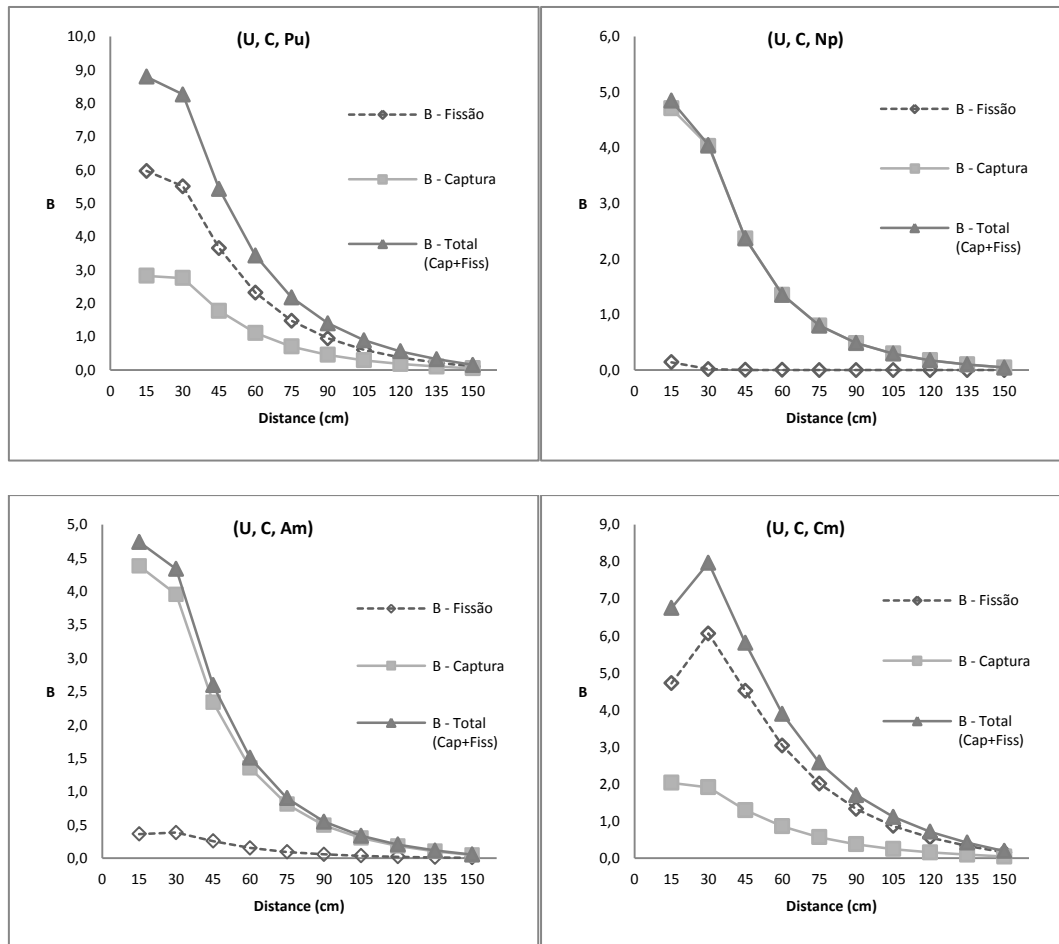 (U, C, Pu)
10,0
9,0
8,0
7,0
6,0
5,0
4,0
3,0
2,0
1,0
0,0
B
B - Fissão
B - Captura
B - Total
(Cap+Fiss)
0 15 30 45 60 75 90 105 120 135 150
Distance (cm)
(U, C, Np)
6,0
5,0
4,0
3,0
2,0
1,0
0,0
B
B - Fissão
B - Captura
B - Total
(Cap+Fiss)
0 15 30 45 60 75 90 105 120 135 150
Distance (cm)
(U, C, Am)
5,0
4,5
4,0
3,5
3,0
2,5
2,0
1,5
1,0
0,5
0,0
B
B - Fissão
B - Captura
B - Total
(Cap+Fiss)
0 15 30 45 60 75 90 105 120 135 150
Distance (cm)
(U, C, Cm)
9,0
8,0
7,0
6,0
5,0
4,0
3,0
2,0
1,0
0,0
B
B - Fissão
B - Captura
B - Total
(Cap+Fiss)
0 15 30 45 60 75 90 105 120 135 150
Distance (cm)